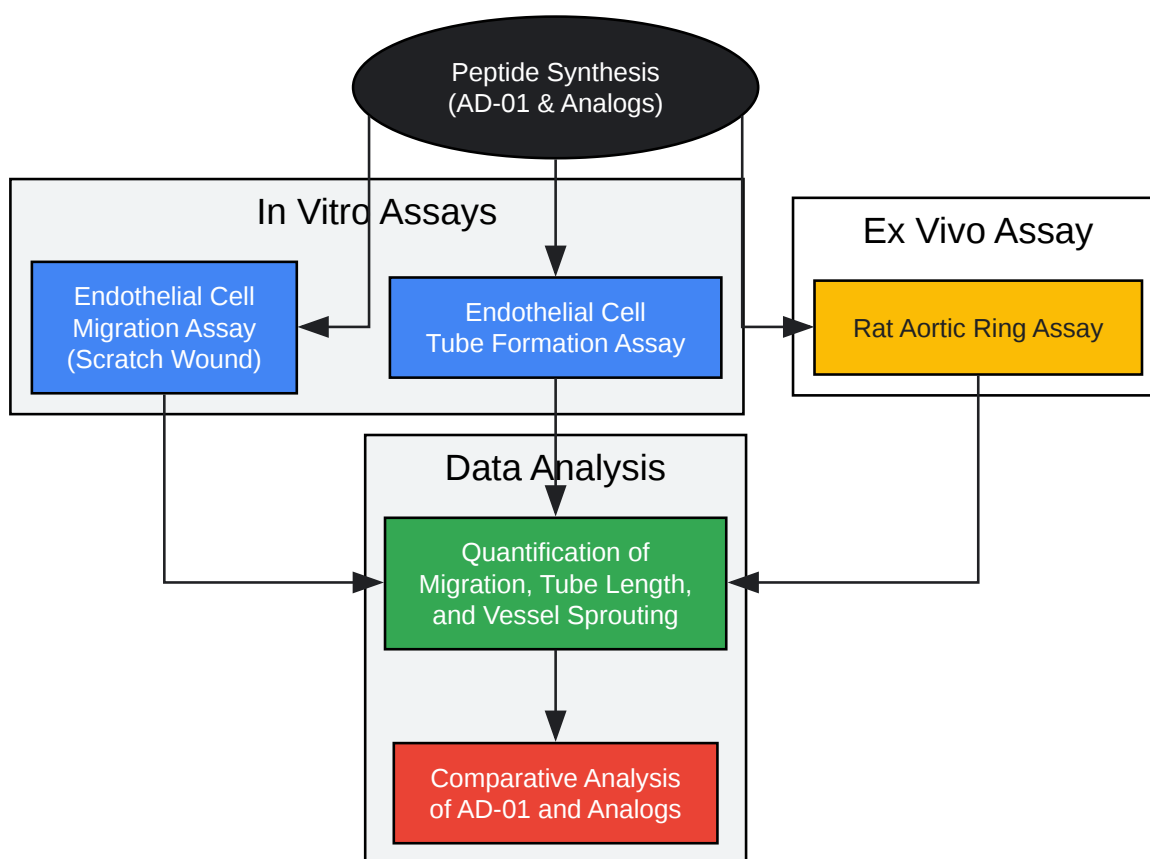 Peptide Synthesis
(AD-01 & Analogs)
In Vitro Assays
Ex Vivo Assay
Endothelial Cell
Migration Assay
(Scratch Wound)
Endothelial Cell
Tube Formation Assay
Rat Aortic Ring Assay
Data Analysis
Quantification of
Migration, Tube Length,
and Vessel Sprouting
Comparative Analysis
of AD-01 and Analogs